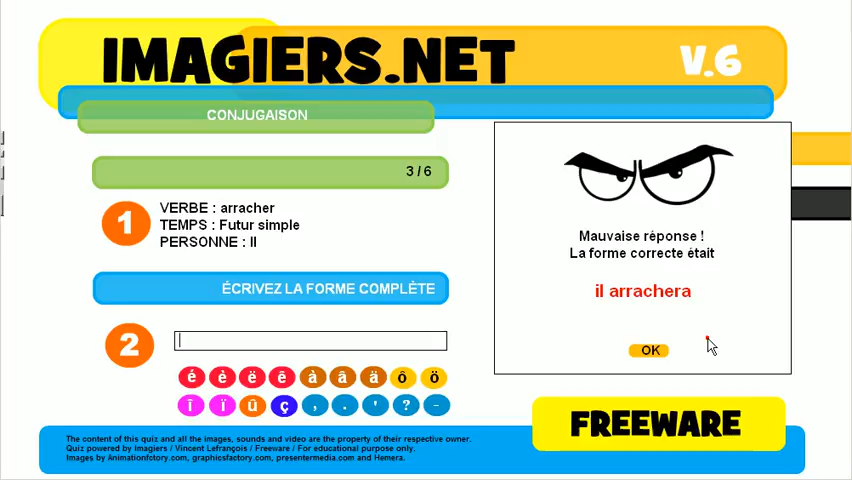 IMAGIERS.NET
V.6
CONJUGAISON
3 / 6
1
VERBE : arracher
TEMPS : Futur simple
PERSONNE : Il
ÉCRIVEZ LA FORME COMPLÈTE
2
é è ë ê à â ä ô ö
î ï û ç , . ' ? -
Mauvaise réponse !
La forme correcte était
il arrachera
OK
FREEWARE
The content of this quiz and all the images, sounds and video are the property of their respective owner.
Quiz powered by Imagiers / Vincent Lefrançois / Freeware / For educational purpose only.
Images by Animationfctory.com, graphicsfactory.com, presentermedia.com and Hemera.